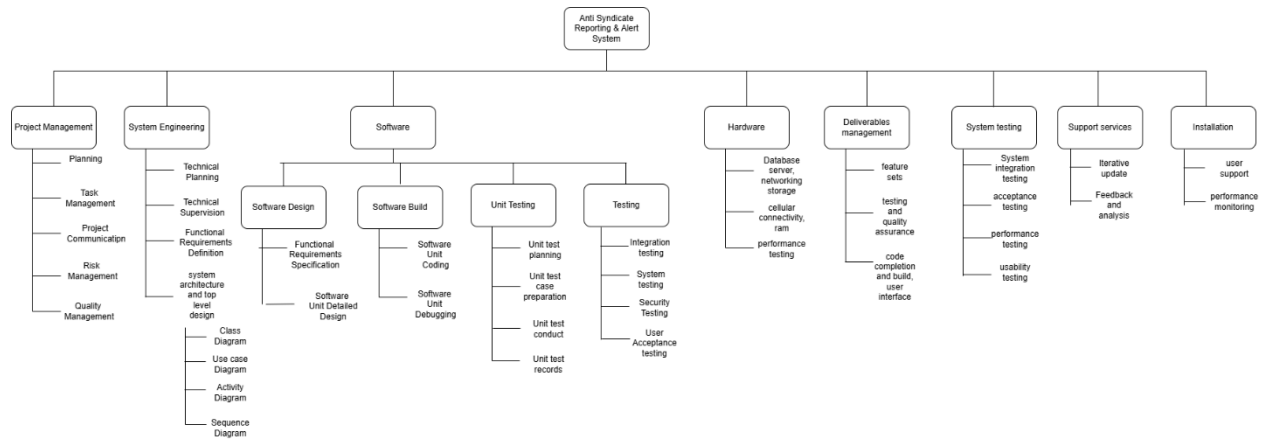 Anti Syndicate
Reporting & Alert
System
Project Management
System Engineering
Software
Hardware
Deliverables
management
System testing
Support services
Installation
Planning
Task
Management
Project
Communication
Risk
Management
Quality
Management
Technical
Planning
Technical
Supervision
Functional
Requirements
Definition
system
architecture
and top
level
design
Class
Diagram
Use case
Diagram
Activity
Diagram
Sequence
Diagram
Software Design
Functional
Requirements
Specification
Software
Unit Detailed
Design
Software Build
Software
Unit
Coding
Software
Unit
Debugging
Unit Testing
Unit test
planning
Unit test
case
preparation
Unit test
conduct
Unit test
records
Testing
Integration
testing
System
testing
Security
Testing
User
Acceptance
testing
Database
server,
networking
storage
cellular
connectivity,
ram
performance
testing
feature
sets
testing
and
quality
assurance
code
completion
and build,
user
interface
System
integration
testing
acceptance
testing
performance
testing
usability
testing
Iterative
update
Feedback
and
analysis
user
support
performance
monitoring